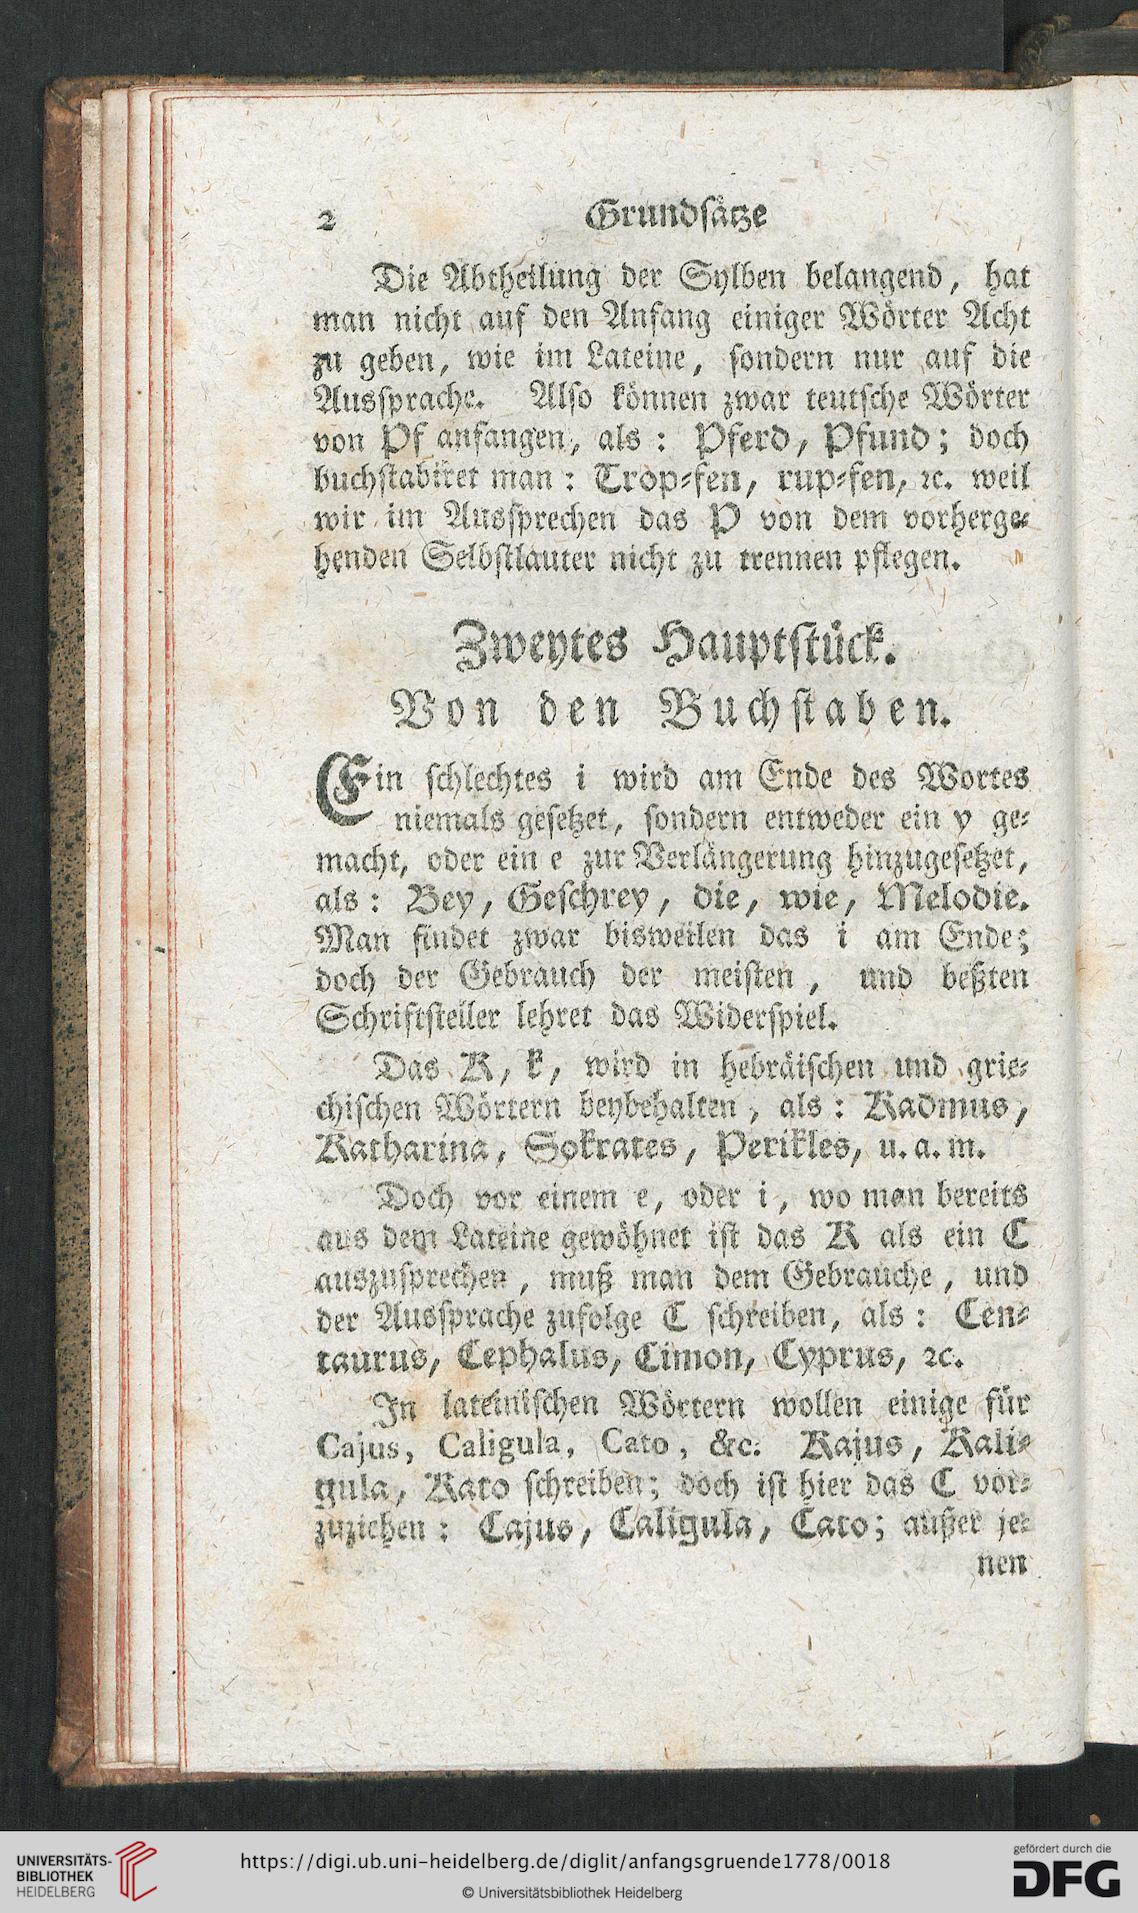 2 Grundsätze
Die Abtheilung der Sylben belangend, hat
man nicht auf den Anfang einiger Wörter Acht
zu geben, wie im Lateine, sondern nur auf die
Aussprache. Also können zwar teutsche Wörter
von Pf anfangen, als: Pferd, Pfund; doch
buchstabiret man: Trop-fen, rup-fen, ꝛc. weil
wir im Aussprechen das P von dem vorherge-
henden Selbstlauter nicht zu trennen pflegen.
Zweytes Hauptstück.
Von den Buchstaben.
Ein schlechtes i wird am Ende des Wortes
niemals gesetzet, sondern entweder ein y ge-
macht, oder ein e zur Verlängerung hinzugesetzet,
als: Bey, Geschrey, die, wie, Melodie.
Man findet zwar bisweilen das i am Ende;
doch der Gebrauch der meisten, und beßten
Schriftsteller lehret das Widerspiel.
Das K, k, wird in hebräischen und grie-
chischen Wörtern beybehalten, als: Kadmus,
Katharina, Sokrates, Perikles, u. a. m.
Doch vor einem e, oder i, wo man bereits
aus dem Lateine gewöhnet ist das K als ein C
auszusprechen, muß man dem Gebrauche, und
der Aussprache zufolge C schreiben, als: Cen-
taurus, Cephalus, Cimon, Cyprus, ꝛc.
In lateinischen Wörtern wollen einige für
Cajus, Caligula, Cato, &c. Kajus, Kali-
gula, Kato schreiben; doch ist hier das C vor-
zuziehen: Cajus, Caligula, Cato; außer je-
nen
UNIVERSITÄTS-
BIBLIOTHEK
HEIDELBERG
https://digi.ub.uni-heidelberg.de/diglit/anfangsgruende1778/0018
© Universitätsbibliothek Heidelberg
gefördert durch die
DFG